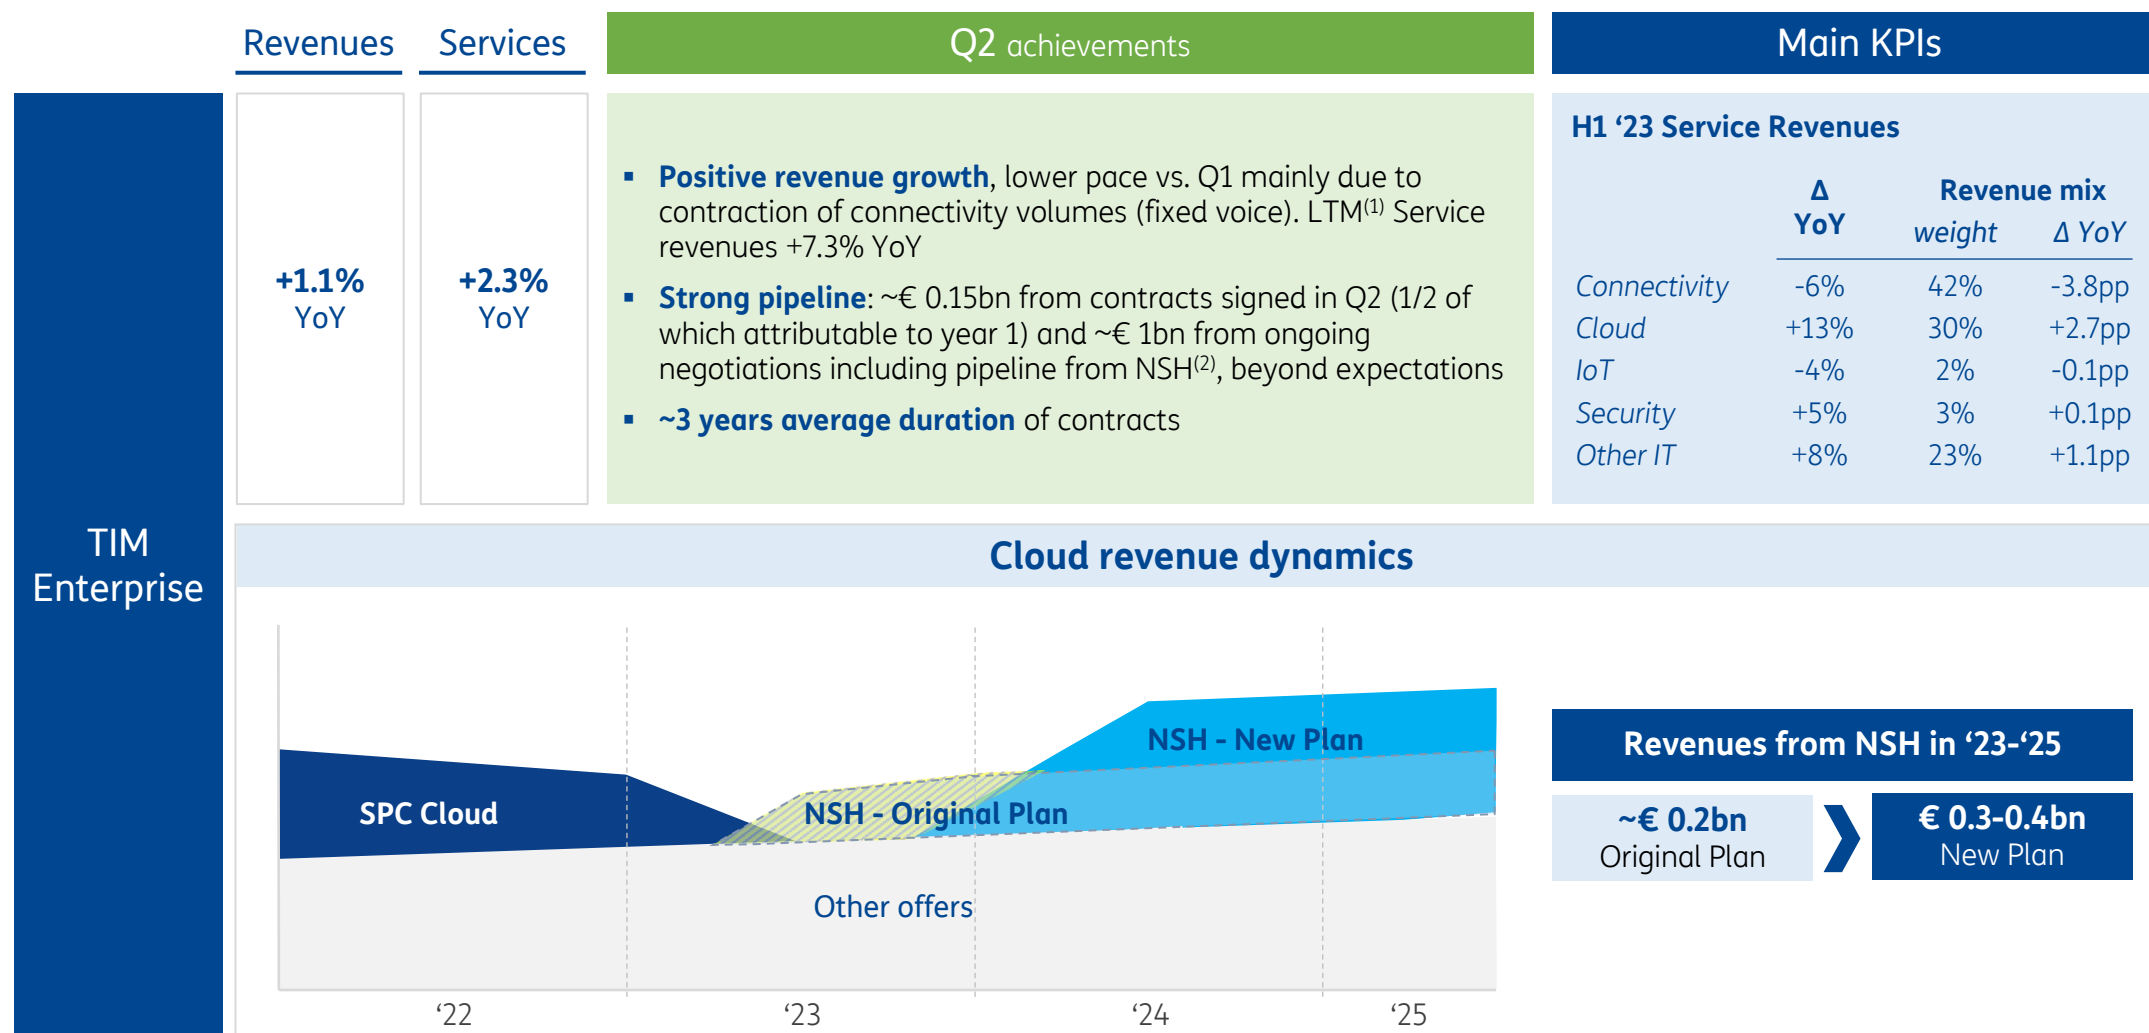 Revenues
Services
Q2 achievements
Main KPIs
TIM
Enterprise
+1.1%
YoY
+2.3%
YoY
▪ Positive revenue growth, lower pace vs. Q1 mainly due to
contraction of connectivity volumes (fixed voice). LTM(1) Service
revenues +7.3% YoY
▪ Strong pipeline: ~€ 0.15bn from contracts signed in Q2 (1/2 of
which attributable to year 1) and ~€ 1bn from ongoing
negotiations including pipeline from NSH(2), beyond expectations
▪ ~3 years average duration of contracts
H1 ‘23 Service Revenues
Δ YoY Revenue mix
weight Δ YoY
Connectivity -6% 42% -3.8pp
Cloud +13% 30% +2.7pp
IoT -4% 2% -0.1pp
Security +5% 3% +0.1pp
Other IT +8% 23% +1.1pp
Cloud revenue dynamics
SPC Cloud
NSH - Original Plan
NSH - New Plan
Other offers
‘22 ‘23 ‘24 ‘25
Revenues from NSH in ‘23-‘25
~€ 0.2bn
Original Plan
€ 0.3-0.4bn
New Plan